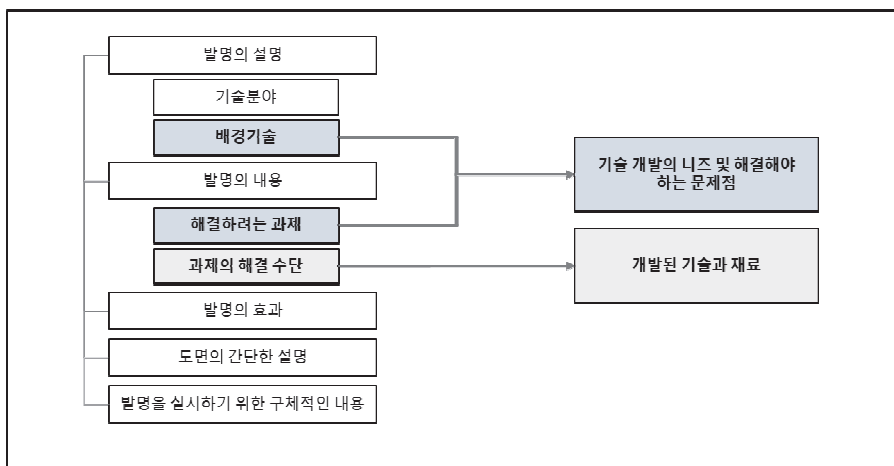 발명의 설명
기술분야
배경기술
발명의 내용
해결하려는 과제
과제의 해결 수단
발명의 효과
도면의 간단한 설명
발명을 실시하기 위한 구체적인 내용
기술 개발의 니즈 및 해결해야
하는 문제점
개발된 기술과 재료